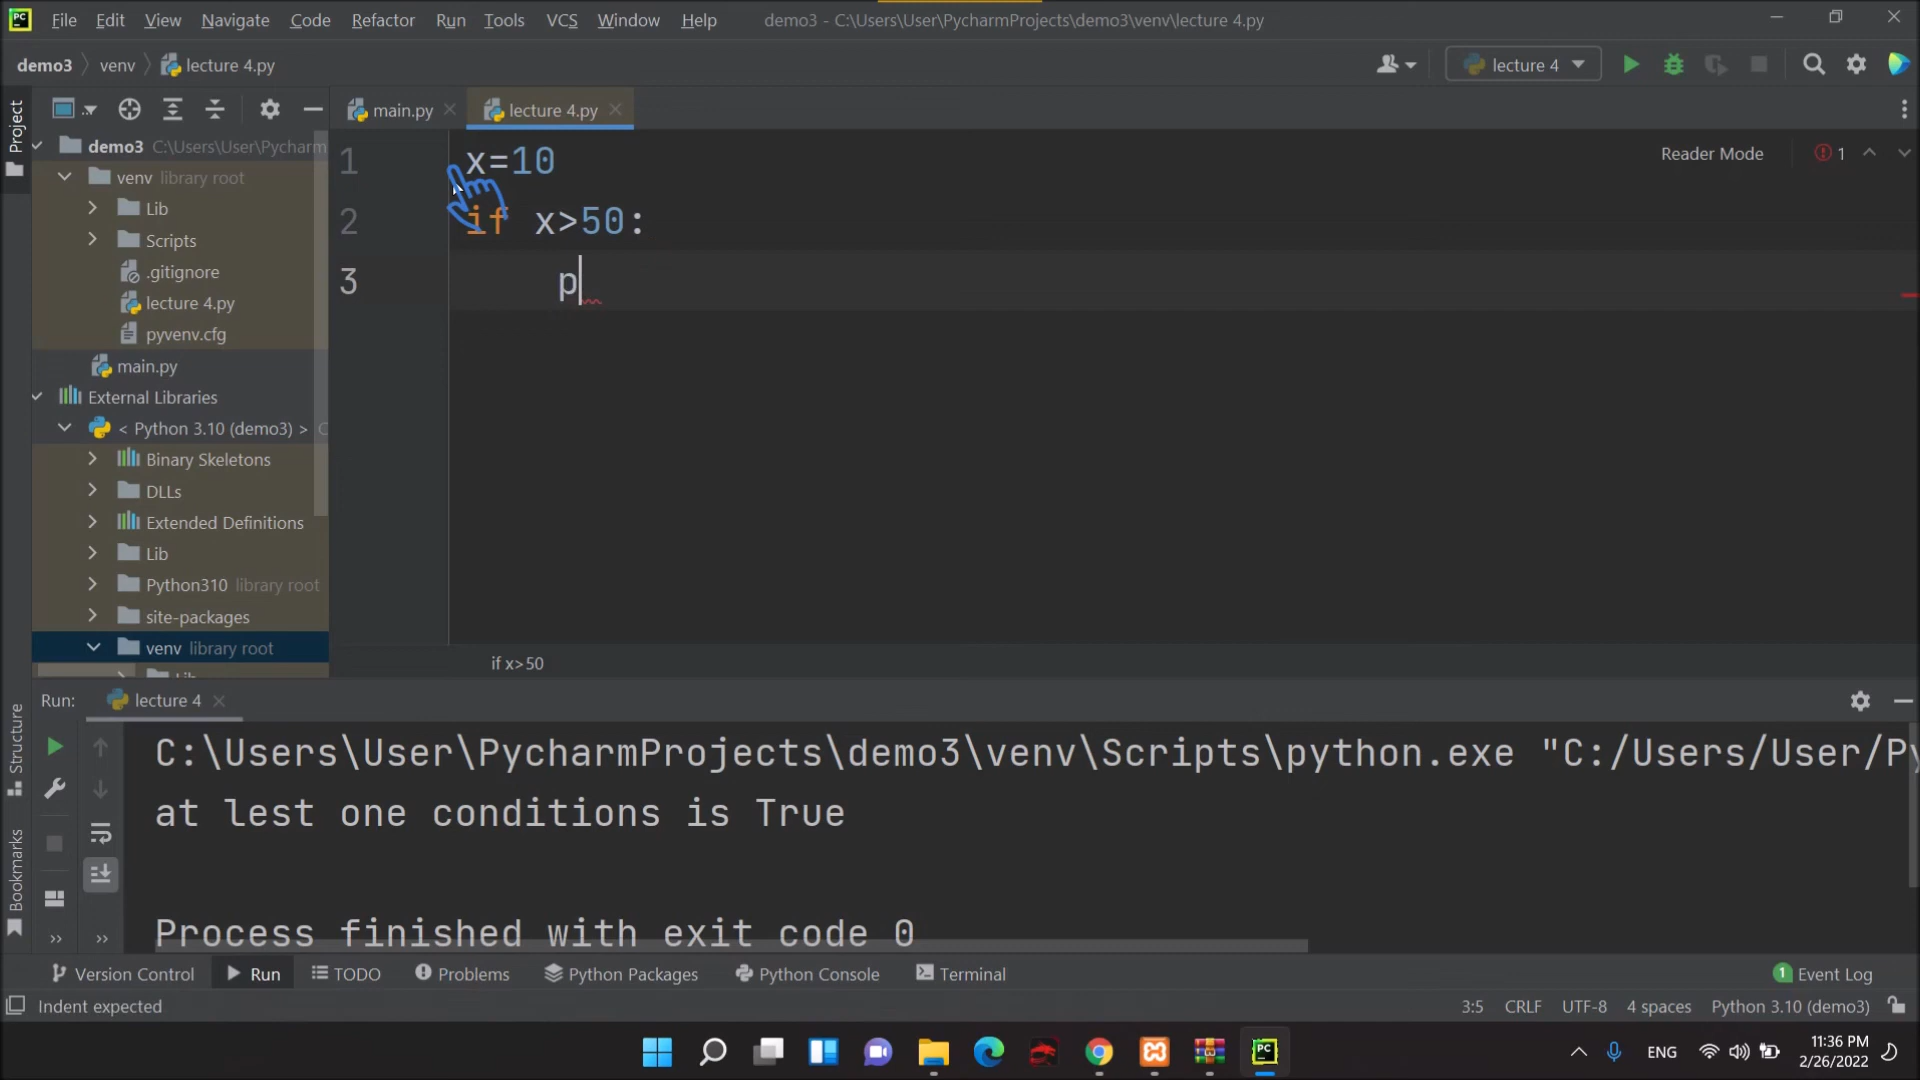 File Edit View Navigate Code Refactor Run Tools VCS Window Help demo3 - C:\Users\User\PycharmProjects\demo3\venv\lecture 4.py
demo3 venv lecture 4.py lecture 4
Project
main.py lecture 4.py
demo3 C:\Users\User\Pycharm
venv library root
Lib
Scripts
.gitignore
lecture 4.py
pyvenv.cfg
main.py
External Libraries
< Python 3.10 (demo3) > C
Binary Skeletons
DLLs
Extended Definitions
Lib
Python310 library root
site-packages
venv library root
Lib
1 x=10
2 if x>50:
3 p
Reader Mode 1
if x>50
Structure
Bookmarks
Run: lecture 4
C:\Users\User\PycharmProjects\demo3\venv\Scripts\python.exe "C:/Users/User/Py
at lest one conditions is True
Process finished with exit code 0
Version Control Run TODO Problems Python Packages Python Console Terminal 1 Event Log
Indent expected 3:5 CRLF UTF-8 4 spaces Python 3.10 (demo3)
PC ENG 11:36 PM
2/26/2022